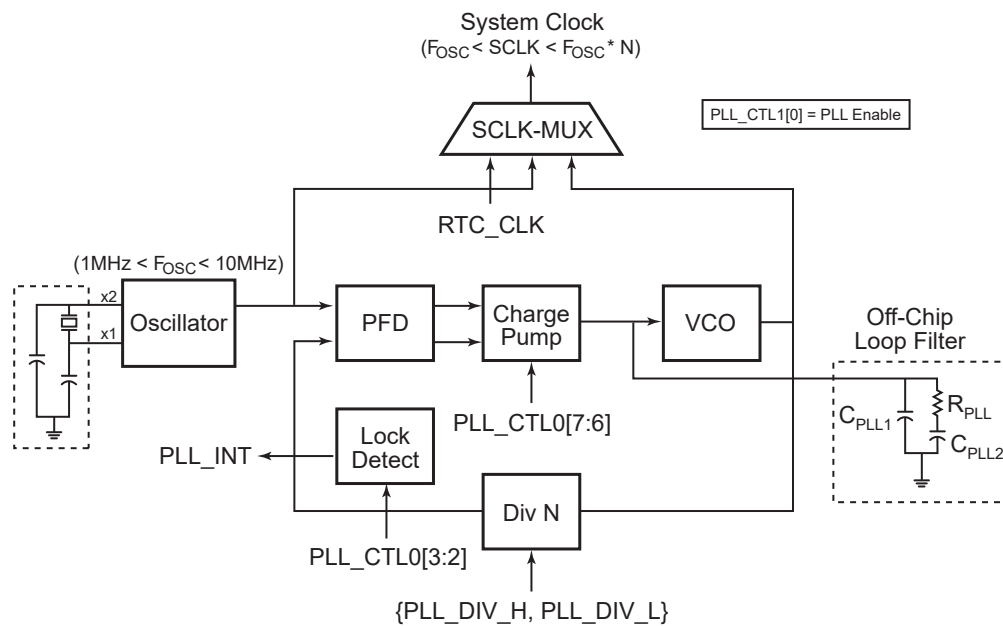 System Clock
(FOSC < SCLK < FOSC * N)
SCLK-MUX
PLL_CTL1[0] = PLL Enable
RTC_CLK
(1MHz < FOSC < 10MHz)
x2
x1
Oscillator
PFD
Charge
Pump
VCO
Off-Chip
Loop Filter
CPLL1
RPLL
CPLL2
PLL_CTL0[7:6]
PLL_INT
Lock
Detect
Div N
PLL_CTL0[3:2]
{PLL_DIV_H, PLL_DIV_L}